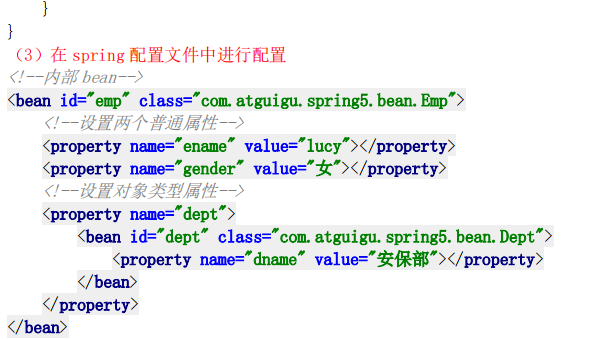 }
}
（3）在 spring 配置文件中进行配置
<!--内部 bean-->
<bean id="emp" class="com.atguigu.spring5.bean.Emp">
<!--设置两个普通属性-->
<property name="ename" value="lucy"></property>
<property name="gender" value="女"></property>
<!--设置对象类型属性-->
<property name="dept">
<bean id="dept" class="com.atguigu.spring5.bean.Dept">
<property name="dname" value="安保部"></property>
</bean>
</property>
</bean>